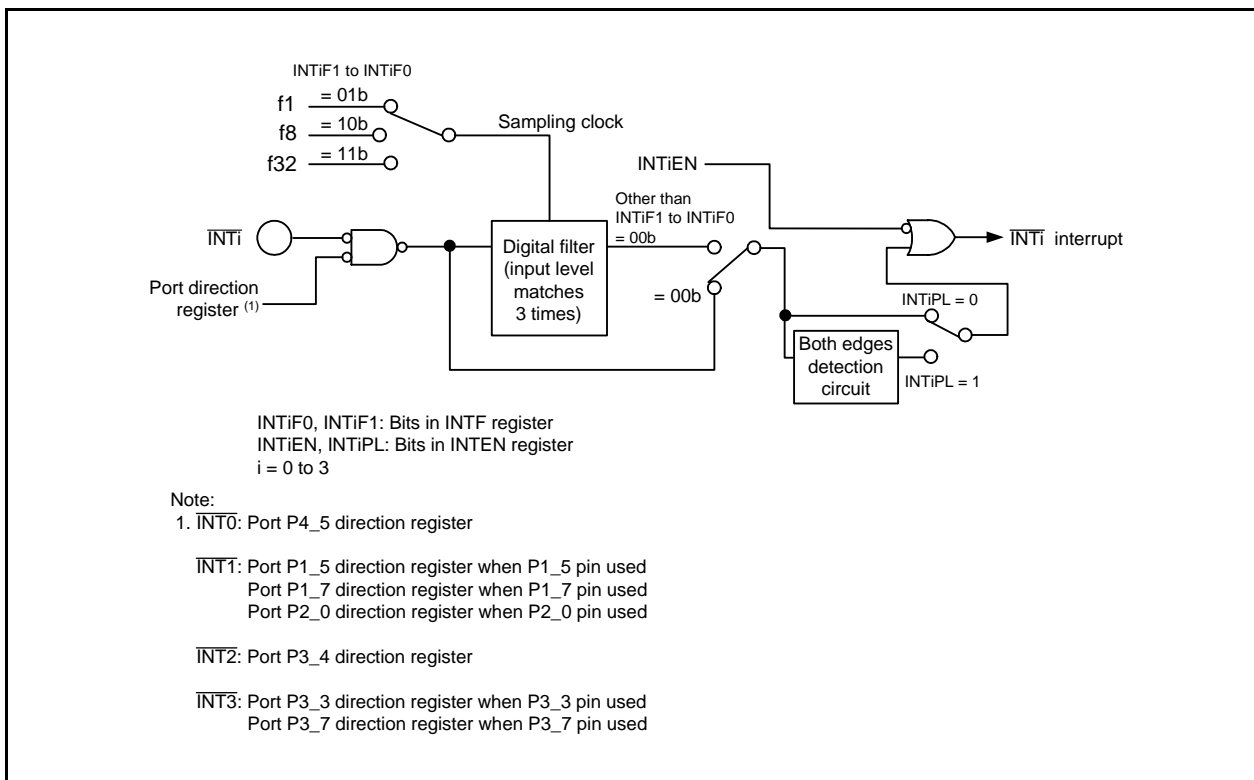 INTiF1 to INTiF0
f1
= 01b
f8
= 10b
f32
= 11b
Sampling clock
INTiEN
Other than
INTiF1 to INTiF0
= 00b
INTi
Port direction
register (1)
Digital filter
(input level
matches
3 times)
= 00b
INTi interrupt
INTiPL = 0
Both edges
detection
circuit
INTiPL = 1
INTiF0, INTiF1: Bits in INTF register
INTiEN, INTiPL: Bits in INTEN register
i = 0 to 3
Note:
1. INT0: Port P4_5 direction register
INT1: Port P1_5 direction register when P1_5 pin used
Port P1_7 direction register when P1_7 pin used
Port P2_0 direction register when P2_0 pin used
INT2: Port P3_4 direction register
INT3: Port P3_3 direction register when P3_3 pin used
Port P3_7 direction register when P3_7 pin used